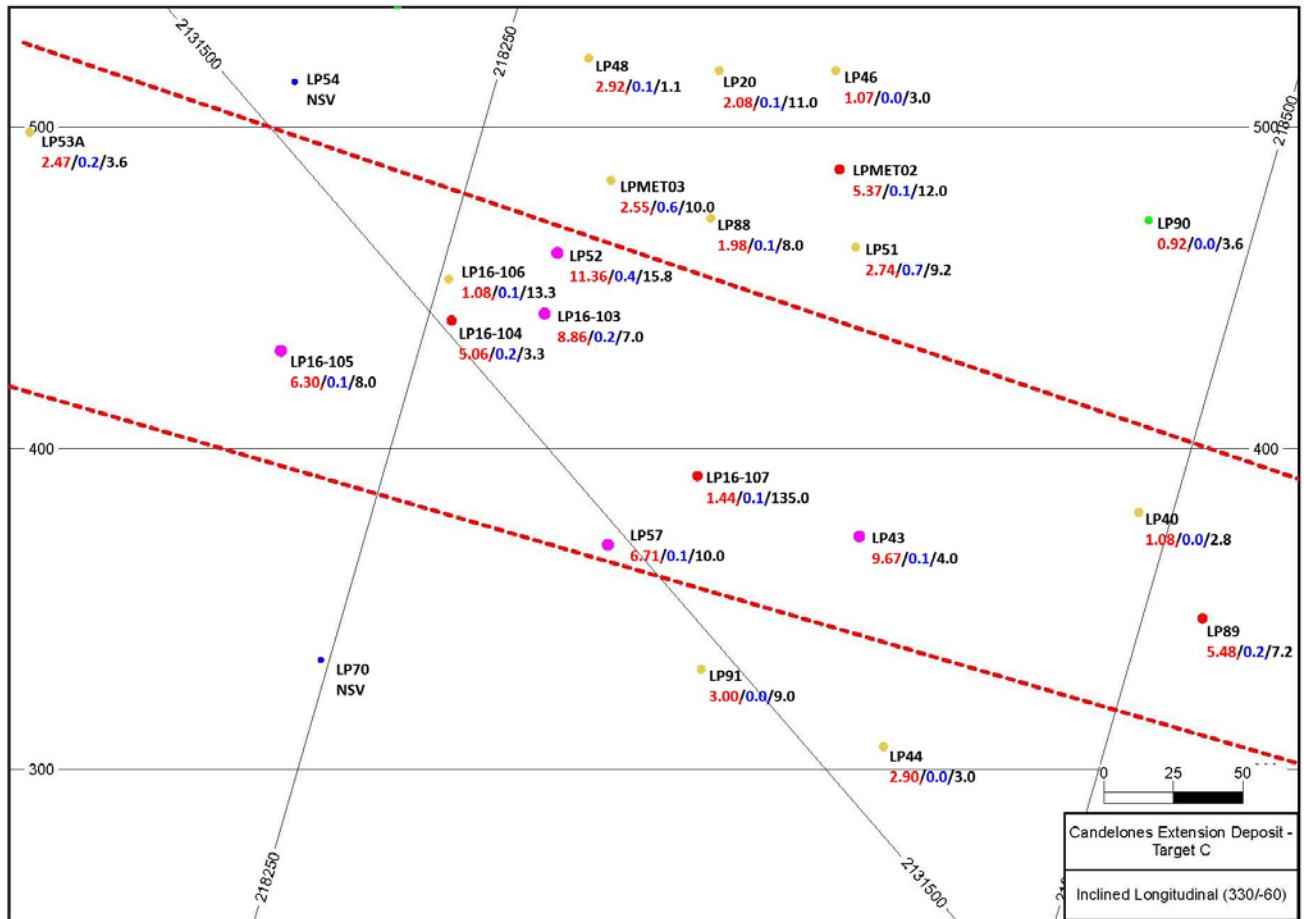 2131500
218250
LP54
NSV
LP48
2.92/0.1/1.1
LP20
2.08/0.1/11.0
LP46
1.07/0.0/3.0
218500
500
500
LP53A
2.47/0.2/3.6
LPMET03
2.55/0.6/10.0
LPMET02
5.37/0.1/12.0
LP88
1.98/0.1/8.0
LP90
0.92/0.0/3.6
LP52
11.36/0.4/15.8
LP51
2.74/0.7/9.2
LP16-106
1.08/0.1/13.3
LP16-103
8.86/0.2/7.0
LP16-104
5.06/0.2/3.3
LP16-105
6.30/0.1/8.0
400
400
LP16-107
1.44/0.1/135.0
LP57
6.71/0.1/10.0
LP43
9.67/0.1/4.0
LP40
1.08/0.0/2.8
LP89
5.48/0.2/7.2
LP70
NSV
LP91
3.00/0.0/9.0
LP44
2.90/0.0/3.0
300
0
25
50
218250
2131500
Candelones Extension Deposit -
Target C
Inclined Longitudinal (330/-60)